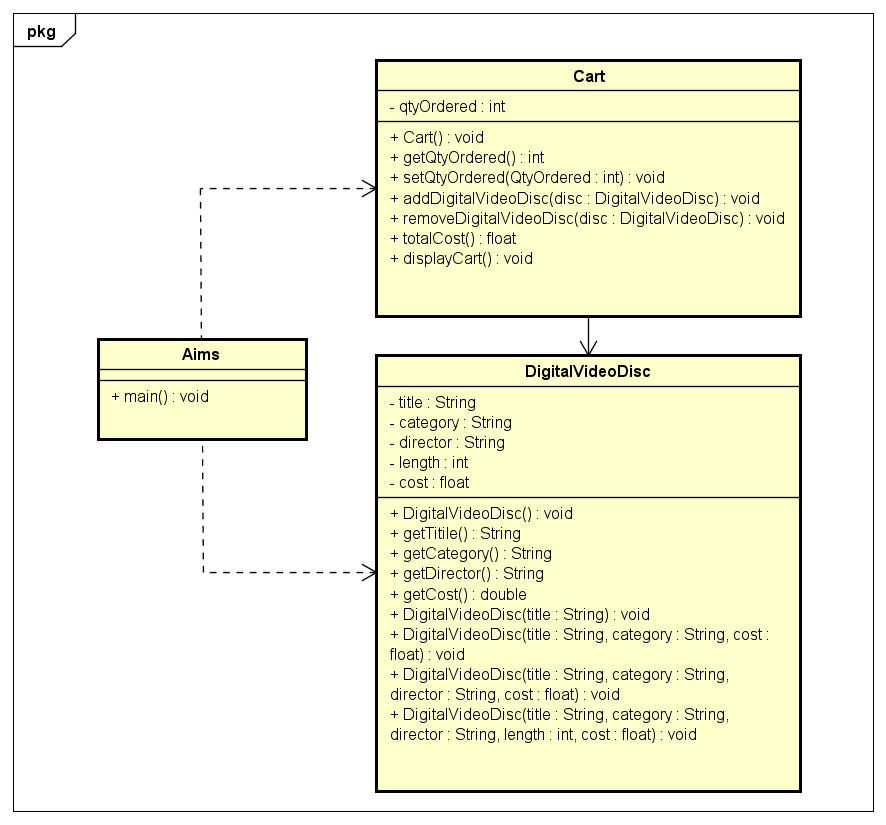 pkg
Cart
- qtyOrdered : int
+ Cart() : void
+ getQtyOrdered() : int
+ setQtyOrdered(QtyOrdered : int) : void
+ addDigitalVideoDisc(disc : DigitalVideoDisc) : void
+ removeDigitalVideoDisc(disc : DigitalVideoDisc) : void
+ totalCost() : float
+ displayCart() : void
Aims
+ main() : void
DigitalVideoDisc
- title : String
- category : String
- director : String
- length : int
- cost : float
+ DigitalVideoDisc() : void
+ getTitile() : String
+ getCategory() : String
+ getDirector() : String
+ getCost() : double
+ DigitalVideoDisc(title : String) : void
+ DigitalVideoDisc(title : String, category : String, cost :
float) : void
+ DigitalVideoDisc(title : String, category : String,
director : String, cost : float) : void
+ DigitalVideoDisc(title : String, category : String,
director : String, length : int, cost : float) : void